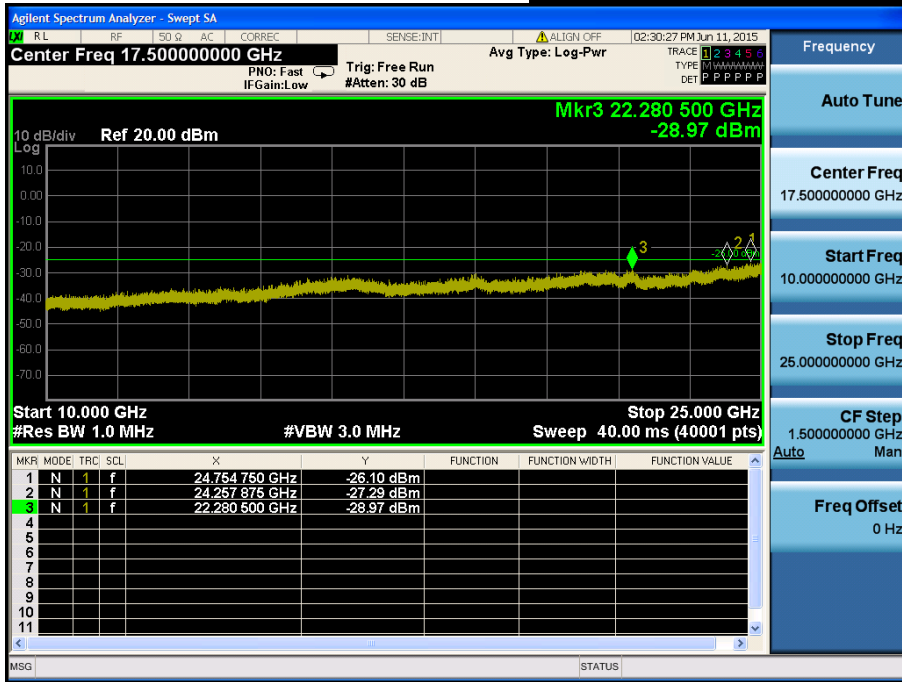 Agilent Spectrum Analyzer - Swept SA
LXI RL RF 50 Ω AC CORREC SENSE:INT ALIGN OFF 02:30:27 PM Jun 11, 2015
Center Freq 17.500000000 GHz
PNO: Fast
IFGain:Low
Trig: Free Run
#Atten: 30 dB
Avg Type: Log-Pwr
TRACE 1 2 3 4 5 6
TYPE MWWWWW
DET P P P P P P
Mkr3 22.280 500 GHz
-28.97 dBm
10 dB/div Ref 20.00 dBm
Log
10.0
0.00
-10.0
-20.0
-30.0
-40.0
-50.0
-60.0
-70.0
3
2
1
Start 10.000 GHz Stop 25.000 GHz
#Res BW 1.0 MHz #VBW 3.0 MHz Sweep 40.00 ms (40001 pts)
MKR MODE TRC SCL X Y FUNCTION FUNCTION WIDTH FUNCTION VALUE
1 N 1 f 24.754 750 GHz -26.10 dBm
2 N 1 f 24.257 875 GHz -27.29 dBm
3 N 1 f 22.280 500 GHz -28.97 dBm
4
5
6
7
8
9
10
11
MSG STATUS
Frequency
Auto Tune
Center Freq
17.500000000 GHz
Start Freq
10.000000000 GHz
Stop Freq
25.000000000 GHz
CF Step
1.500000000 GHz
Auto Man
Freq Offset
0 Hz